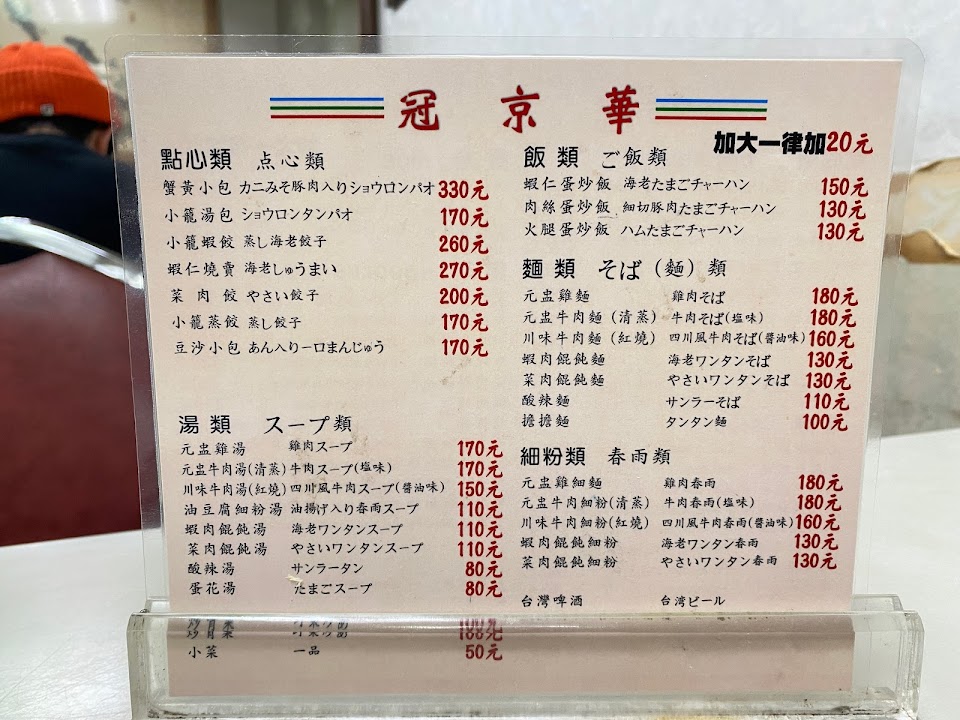 冠京華
加大一律加20元
點心類 点心類
蟹黃小包 カニみそ豚肉入りショウロンパオ 330元
小籠湯包 ショウロンタンパオ 170元
小籠蝦餃 蒸し海老餃子 260元
蝦仁燒賣 海老しゅうまい 270元
菜肉餃 やさい餃子 200元
小籠蒸餃 蒸し餃子 170元
豆沙小包 あん入り一口まんじゅう 170元
湯類 スープ類
元盅雞湯 雞肉スープ 170元
元盅牛肉湯(清蒸) 牛肉スープ(塩味) 170元
川味牛肉湯(紅燒) 四川風牛肉スープ(醬油味) 150元
油豆腐細粉湯 油揚げ入り春雨スープ 110元
蝦肉餛飩湯 海老ワンタンスープ 110元
菜肉餛飩湯 やさいワンタンスープ 110元
酸辣湯 サンラータン 80元
蛋花湯 たまごスープ 80元
小菜 一品 50元
飯類 ご飯類
蝦仁蛋炒飯 海老たまごチャーハン 150元
肉絲蛋炒飯 細切豚肉たまごチャーハン 130元
火腿蛋炒飯 ハムたまごチャーハン 130元
麵類 そば(麵)類
元盅雞麵 雞肉そば 180元
元盅牛肉麵(清蒸) 牛肉そば(塩味) 180元
川味牛肉麵(紅燒) 四川風牛肉そば(醬油味) 160元
蝦肉餛飩麵 海老ワンタンそば 130元
菜肉餛飩麵 やさいワンタンそば 130元
酸辣麵 サンラーそば 110元
擔擔麵 タンタン麵 100元
細粉類 春雨類
元盅雞細麵 雞肉春雨 180元
元盅牛肉細粉(清蒸) 牛肉春雨(塩味) 180元
川味牛肉細粉(紅燒) 四川風牛肉春雨(醬油味) 160元
蝦肉餛飩細粉 海老ワンタン春雨 130元
菜肉餛飩細粉 やさいワンタン春雨 130元
台灣啤酒 台湾ビール